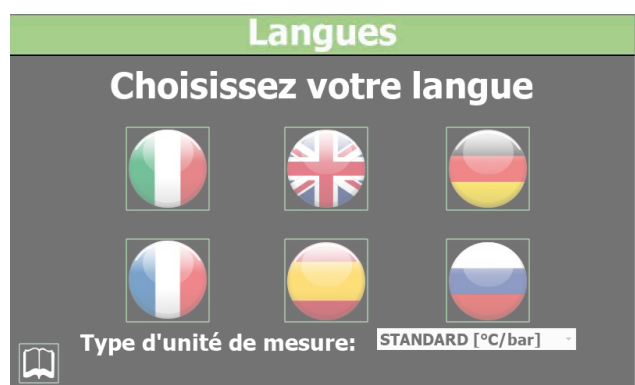 Langues
Choisissez votre langue
Type d'unité de mesure: STANDARD [°C/bar]